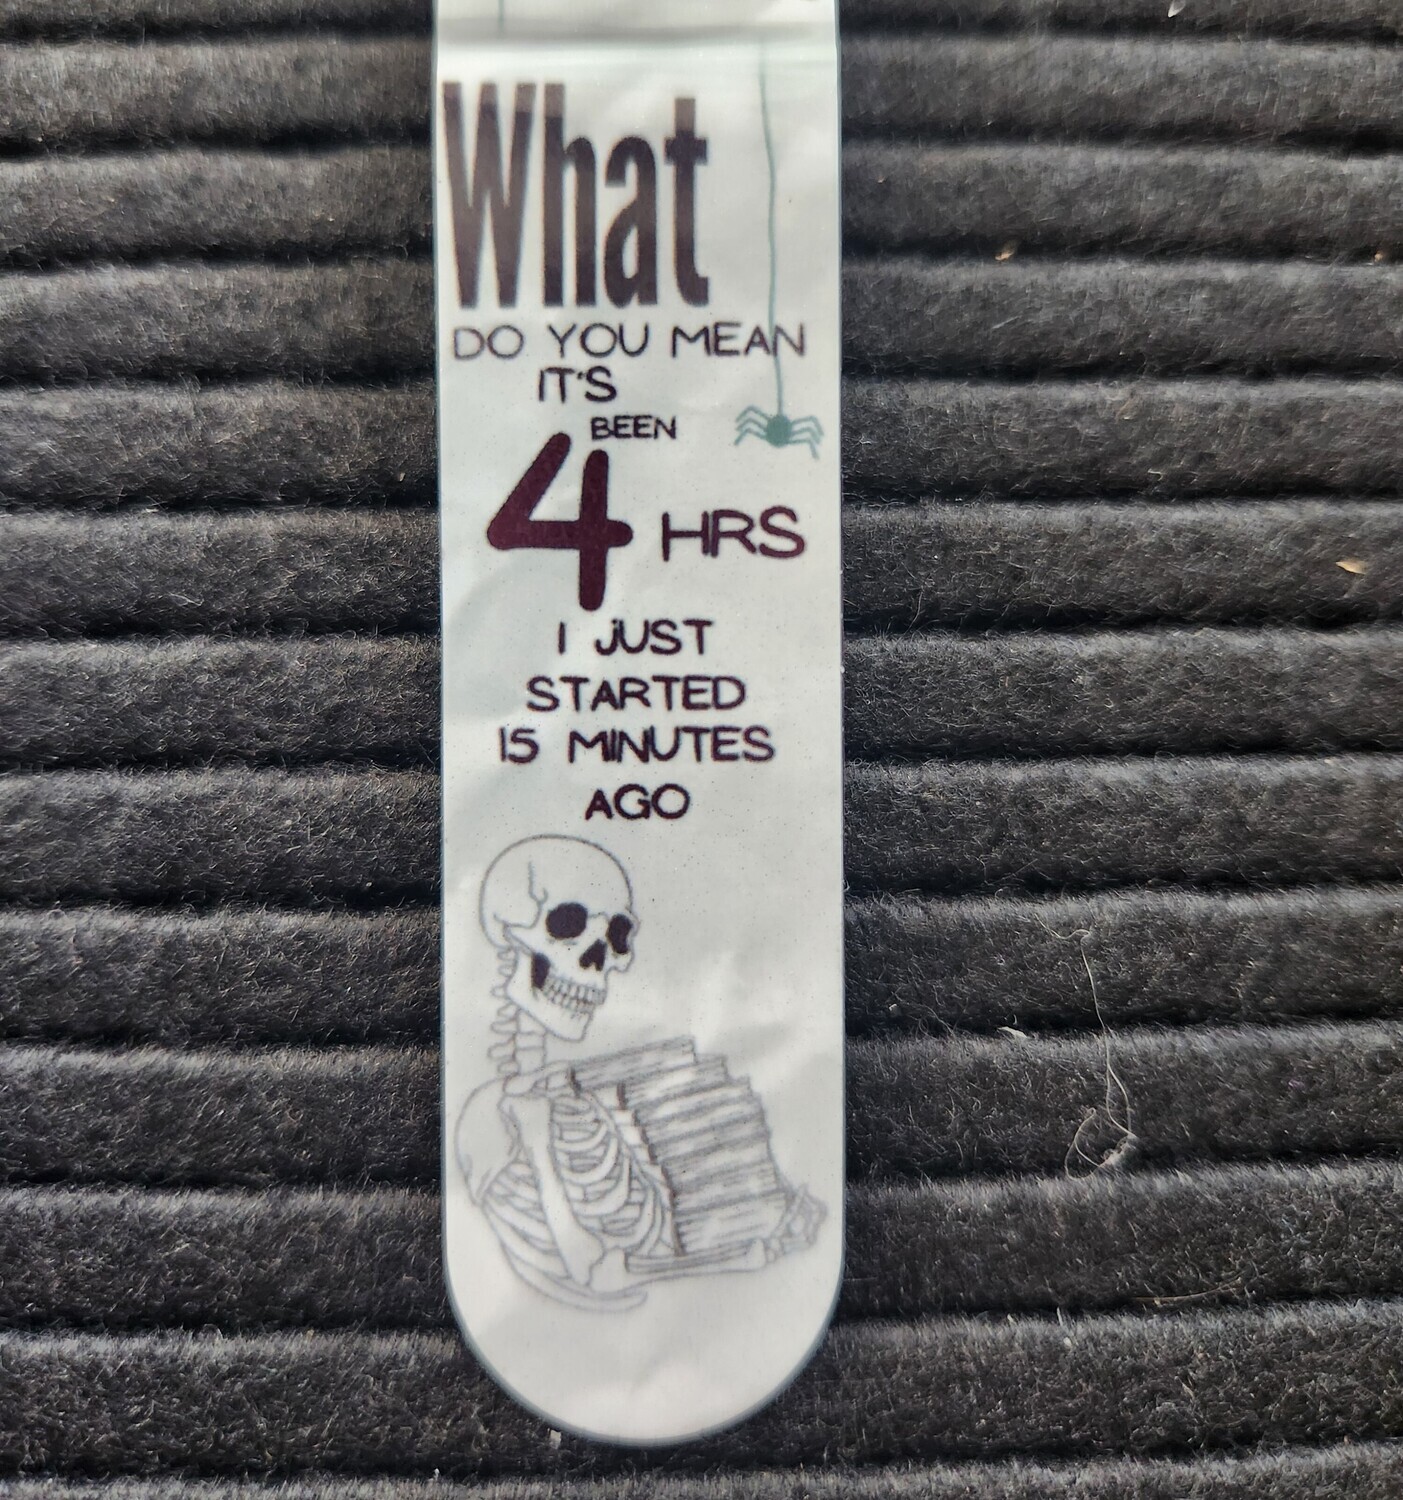 What
DO YOU MEAN
IT'S
BEEN
4 HRS
I JUST
STARTED
15 MINUTES
AGO